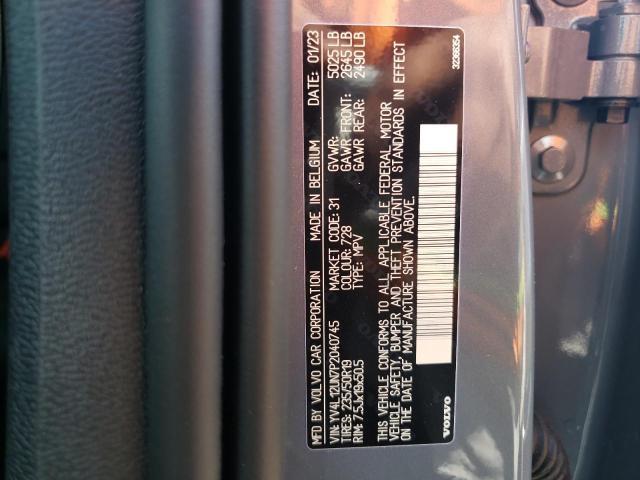 MFD BY VOLVO CAR CORPORATION MADE IN BELGIUM 01/23
VIN: YV4L12UN7P2040745 MARKET CODE: 31 GVWR: 5025 LB
TIRES: 235/50R19 COLOUR: 728 GAWR FRONT: 2645 LB
RIM: 7.5Jx19x50.5 TYPE: MPV GAWR REAR: 2490 LB
THIS VEHICLE CONFORMS TO ALL APPLICABLE FEDERAL MOTOR
VEHICLE SAFETY, BUMPER AND THEFT PREVENTION STANDARDS IN EFFECT
ON THE DATE OF MANUFACTURE SHOWN ABOVE.
VOLVO 32366354